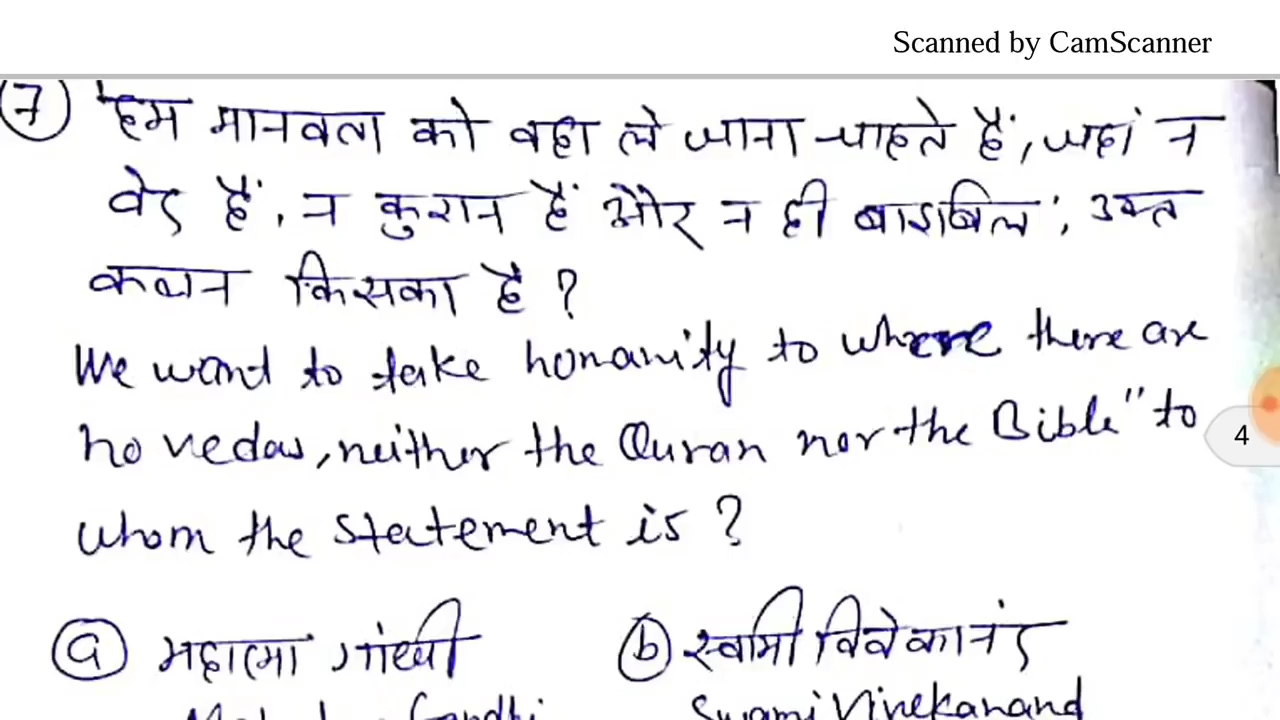 Scanned by CamScanner
7 'हम मानवता को वहा ले जाना चाहते हैं, जहां न
वेद हैं, न कुरान हैं और न ही बाइबिल', उक्त
कथन किसका है ?
We want to take homanity to where there are
no vedas, neither the Quran nor the Bible" to
4
whom the statement is ?
a महात्मा गांधी b स्वामी विवेकानंद
Gandhi Swami Vivekanand